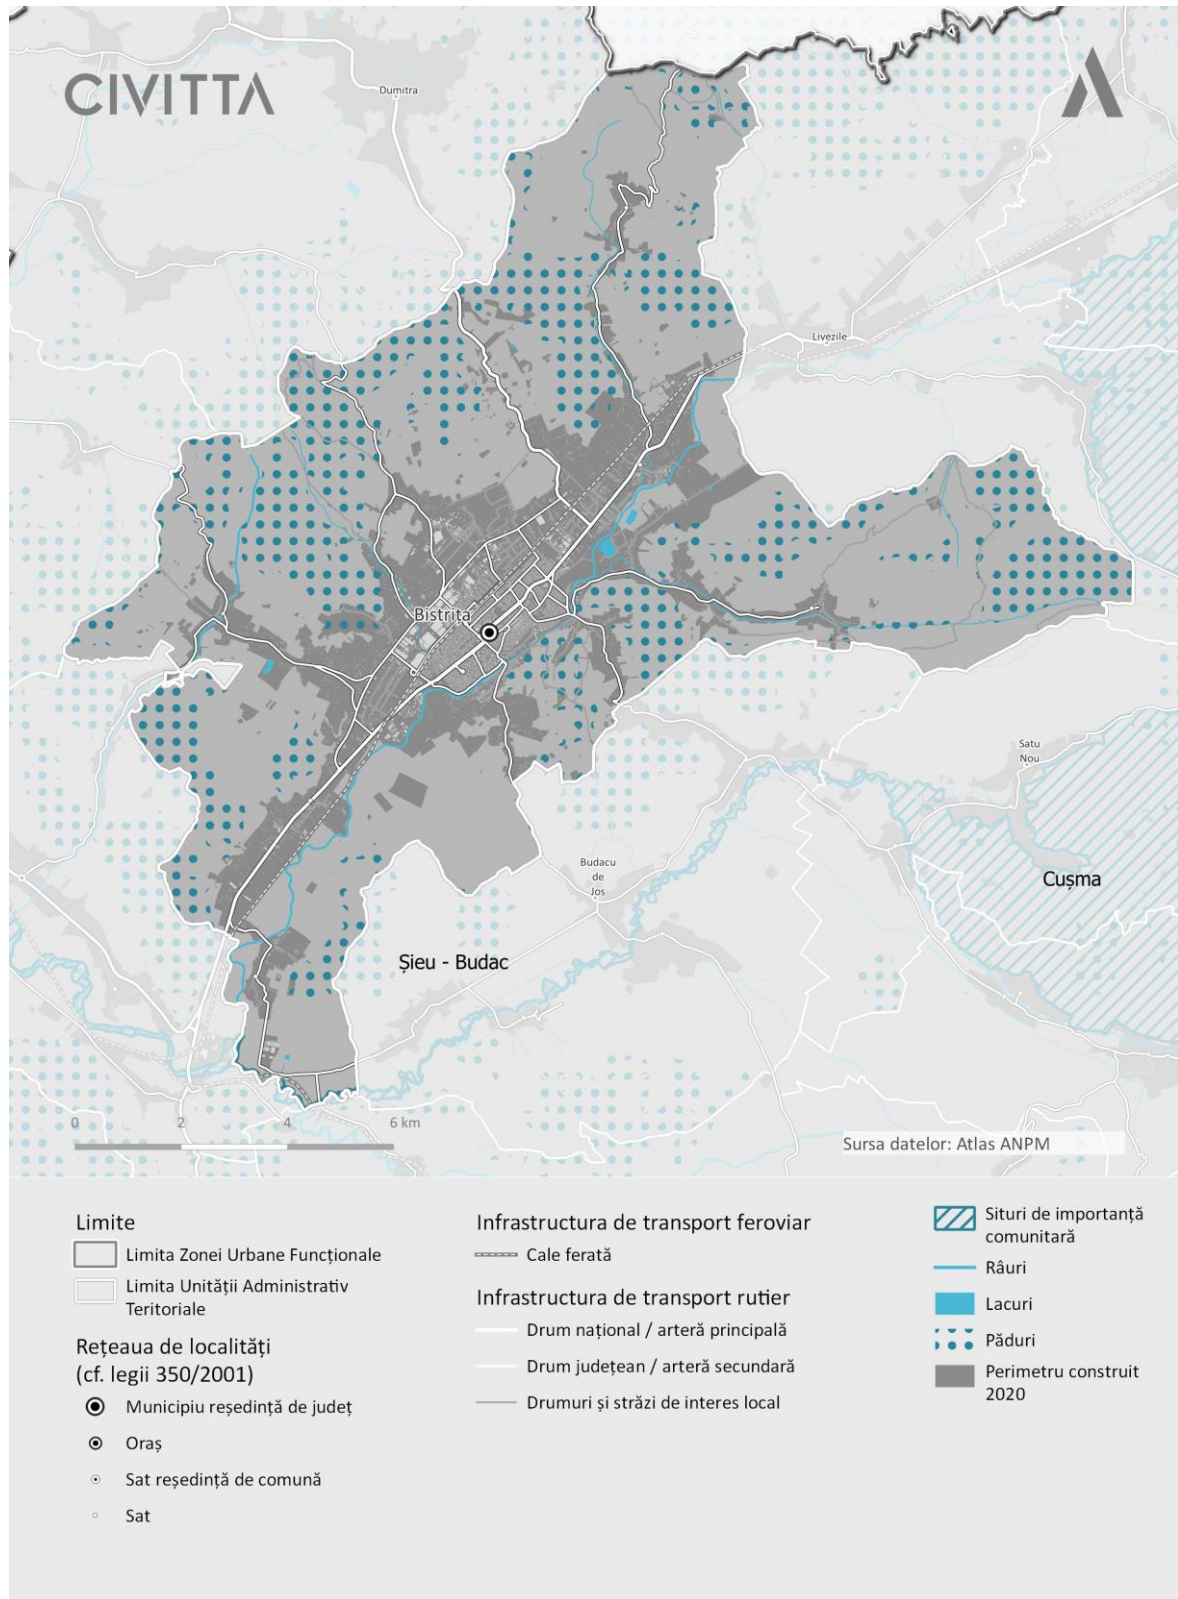 CIVITTA
Dumitra
Livezile
Bistrița
Satu
Nou
Budacu
de
Jos
Cușma
Șieu - Budac
0 2 4 6 km
Sursa datelor: Atlas ANPM
Limite
Limita Zonei Urbane Funcționale
Limita Unității Administrativ
Teritoriale
Rețeaua de localități
(cf. legii 350/2001)
Municipiu reședință de județ
Oraș
Sat reședință de comună
Sat
Infrastructura de transport feroviar
Cale ferată
Infrastructura de transport rutier
Drum național / arteră principală
Drum județean / arteră secundară
Drumuri și străzi de interes local
Situri de importanță
comunitară
Râuri
Lacuri
Păduri
Perimetru construit
2020